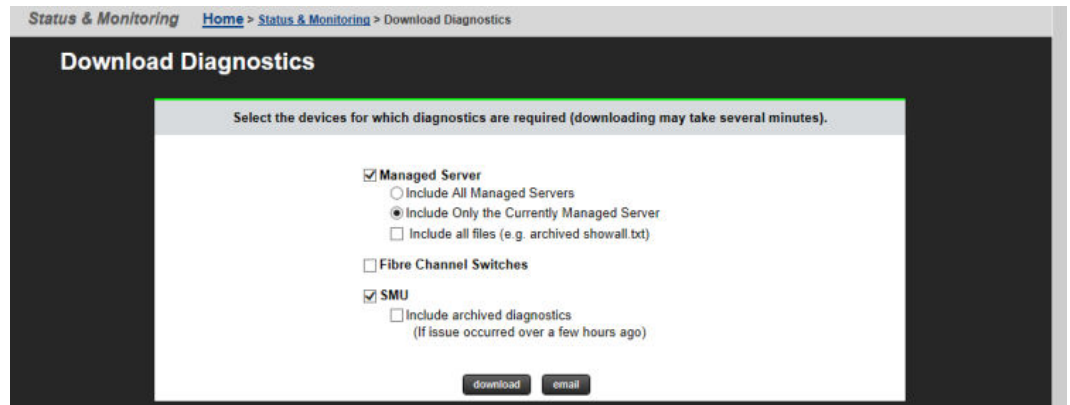 Status & Monitoring Home > Status & Monitoring > Download Diagnostics
Download Diagnostics
Select the devices for which diagnostics are required (downloading may take several minutes).
Managed Server
Include All Managed Servers
Include Only the Currently Managed Server
Include all files (e.g. archived showall.txt)
Fibre Channel Switches
SMU
Include archived diagnostics
(If issue occurred over a few hours ago)
download email